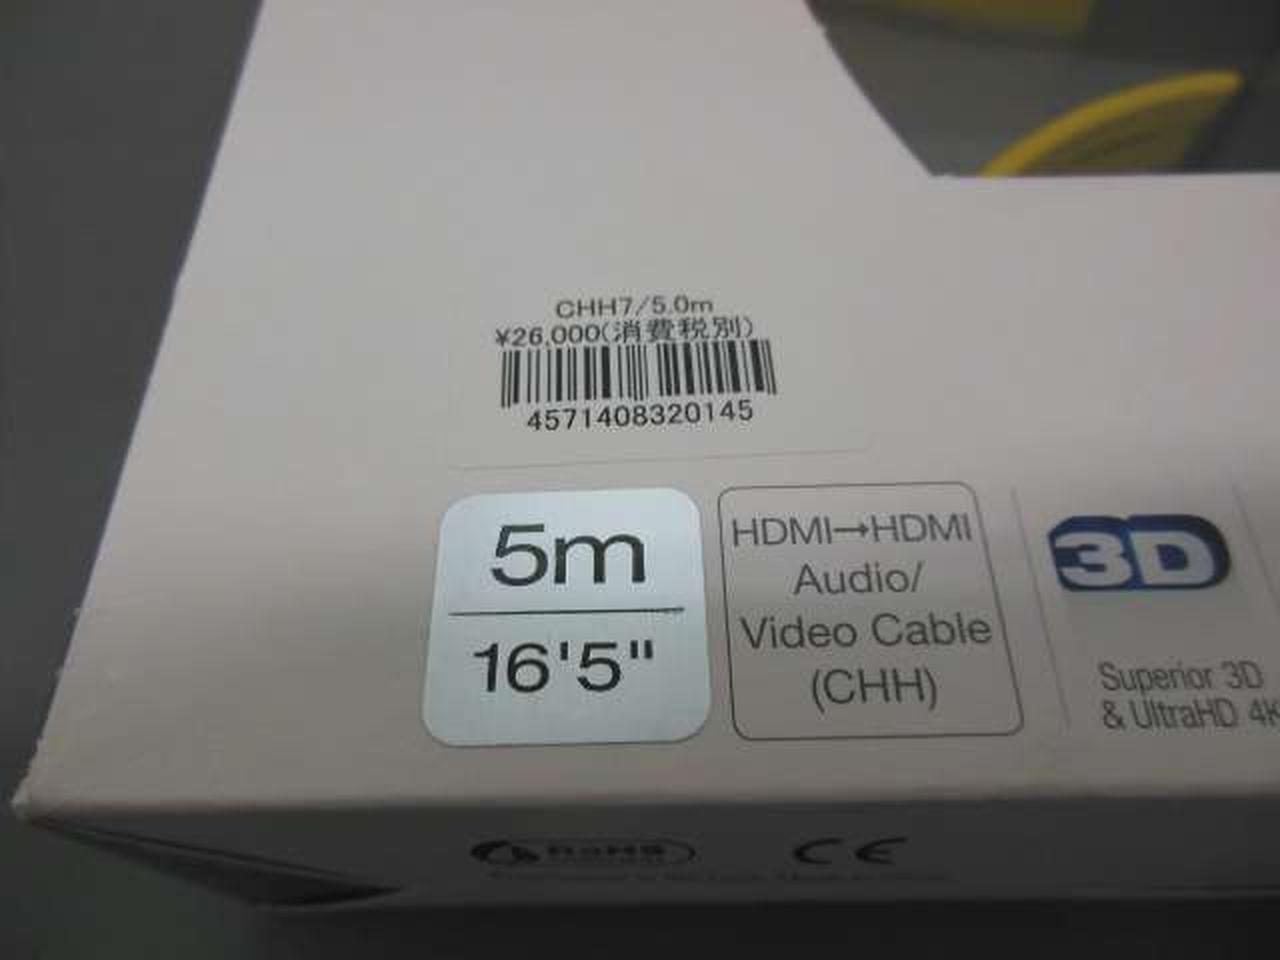 CHH7/5.0m
¥26,000(消費税別)
4571408320145
5m
16'5"
HDMI→HDMI
Audio/
Video Cable
(CHH)
3D
Superior 3D
& UltraHD 4K
RoHS
CE